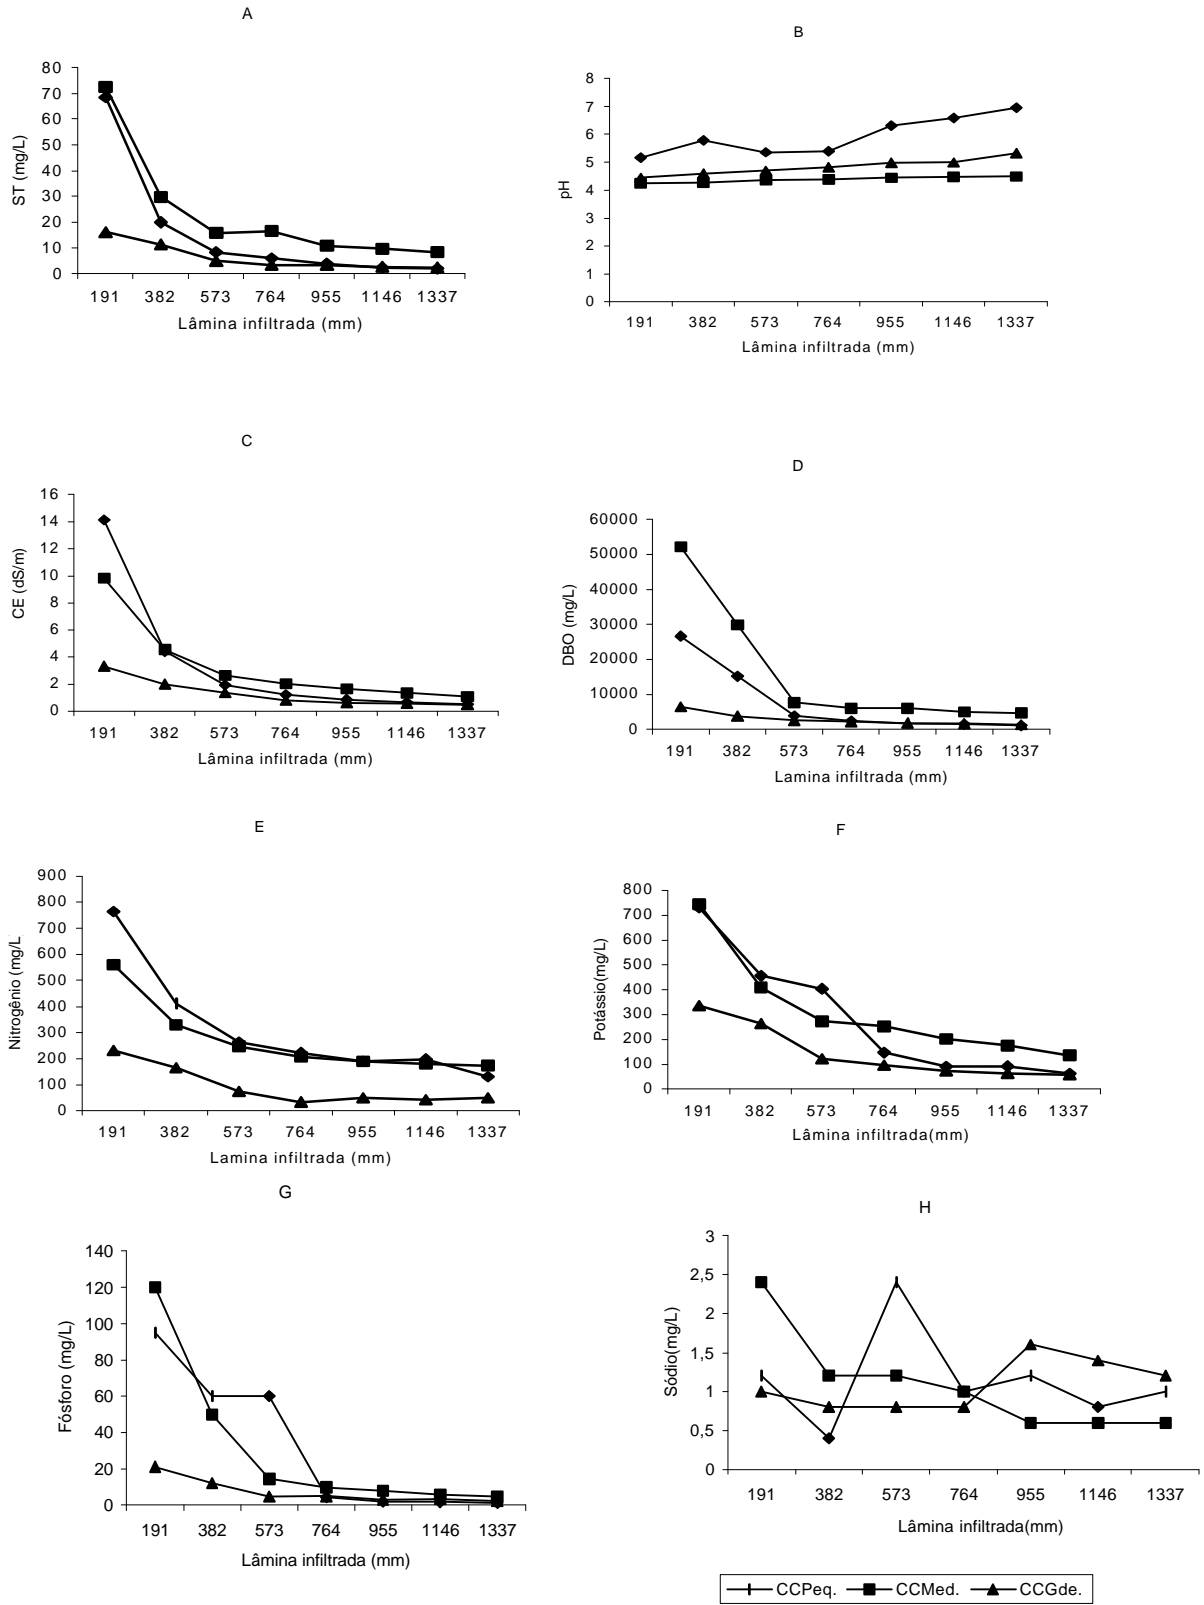 A
ST (mg/L)
80
70
60
50
40
30
20
10
0
191 382 573 764 955 1146 1337
Lâmina infiltrada (mm)
B
pH
8
7
6
5
4
3
2
1
0
191 382 573 764 955 1146 1337
Lâmina infiltrada (mm)
C
CE (dS/m)
16
14
12
10
8
6
4
2
0
191 382 573 764 955 1146 1337
Lâmina infiltrada (mm)
D
DBO (mg/L)
60000
50000
40000
30000
20000
10000
0
191 382 573 764 955 1146 1337
Lamina infiltrada (mm)
E
Nitrogênio (mg/L
900
800
700
600
500
400
300
200
100
0
191 382 573 764 955 1146 1337
Lamina infiltrada (mm)
F
Potássio(mg/L)
800
700
600
500
400
300
200
100
0
191 382 573 764 955 1146 1337
Lâmina infiltrada(mm)
G
Fósforo (mg/L)
140
120
100
80
60
40
20
0
191 382 573 764 955 1146 1337
Lâmina infiltrada (mm)
H
Sódio(mg/L)
3
2,5
2
1,5
1
0,5
0
191 382 573 764 955 1146 1337
Lâmina infiltrada(mm)
CCPeq. CCMed. CCGde.